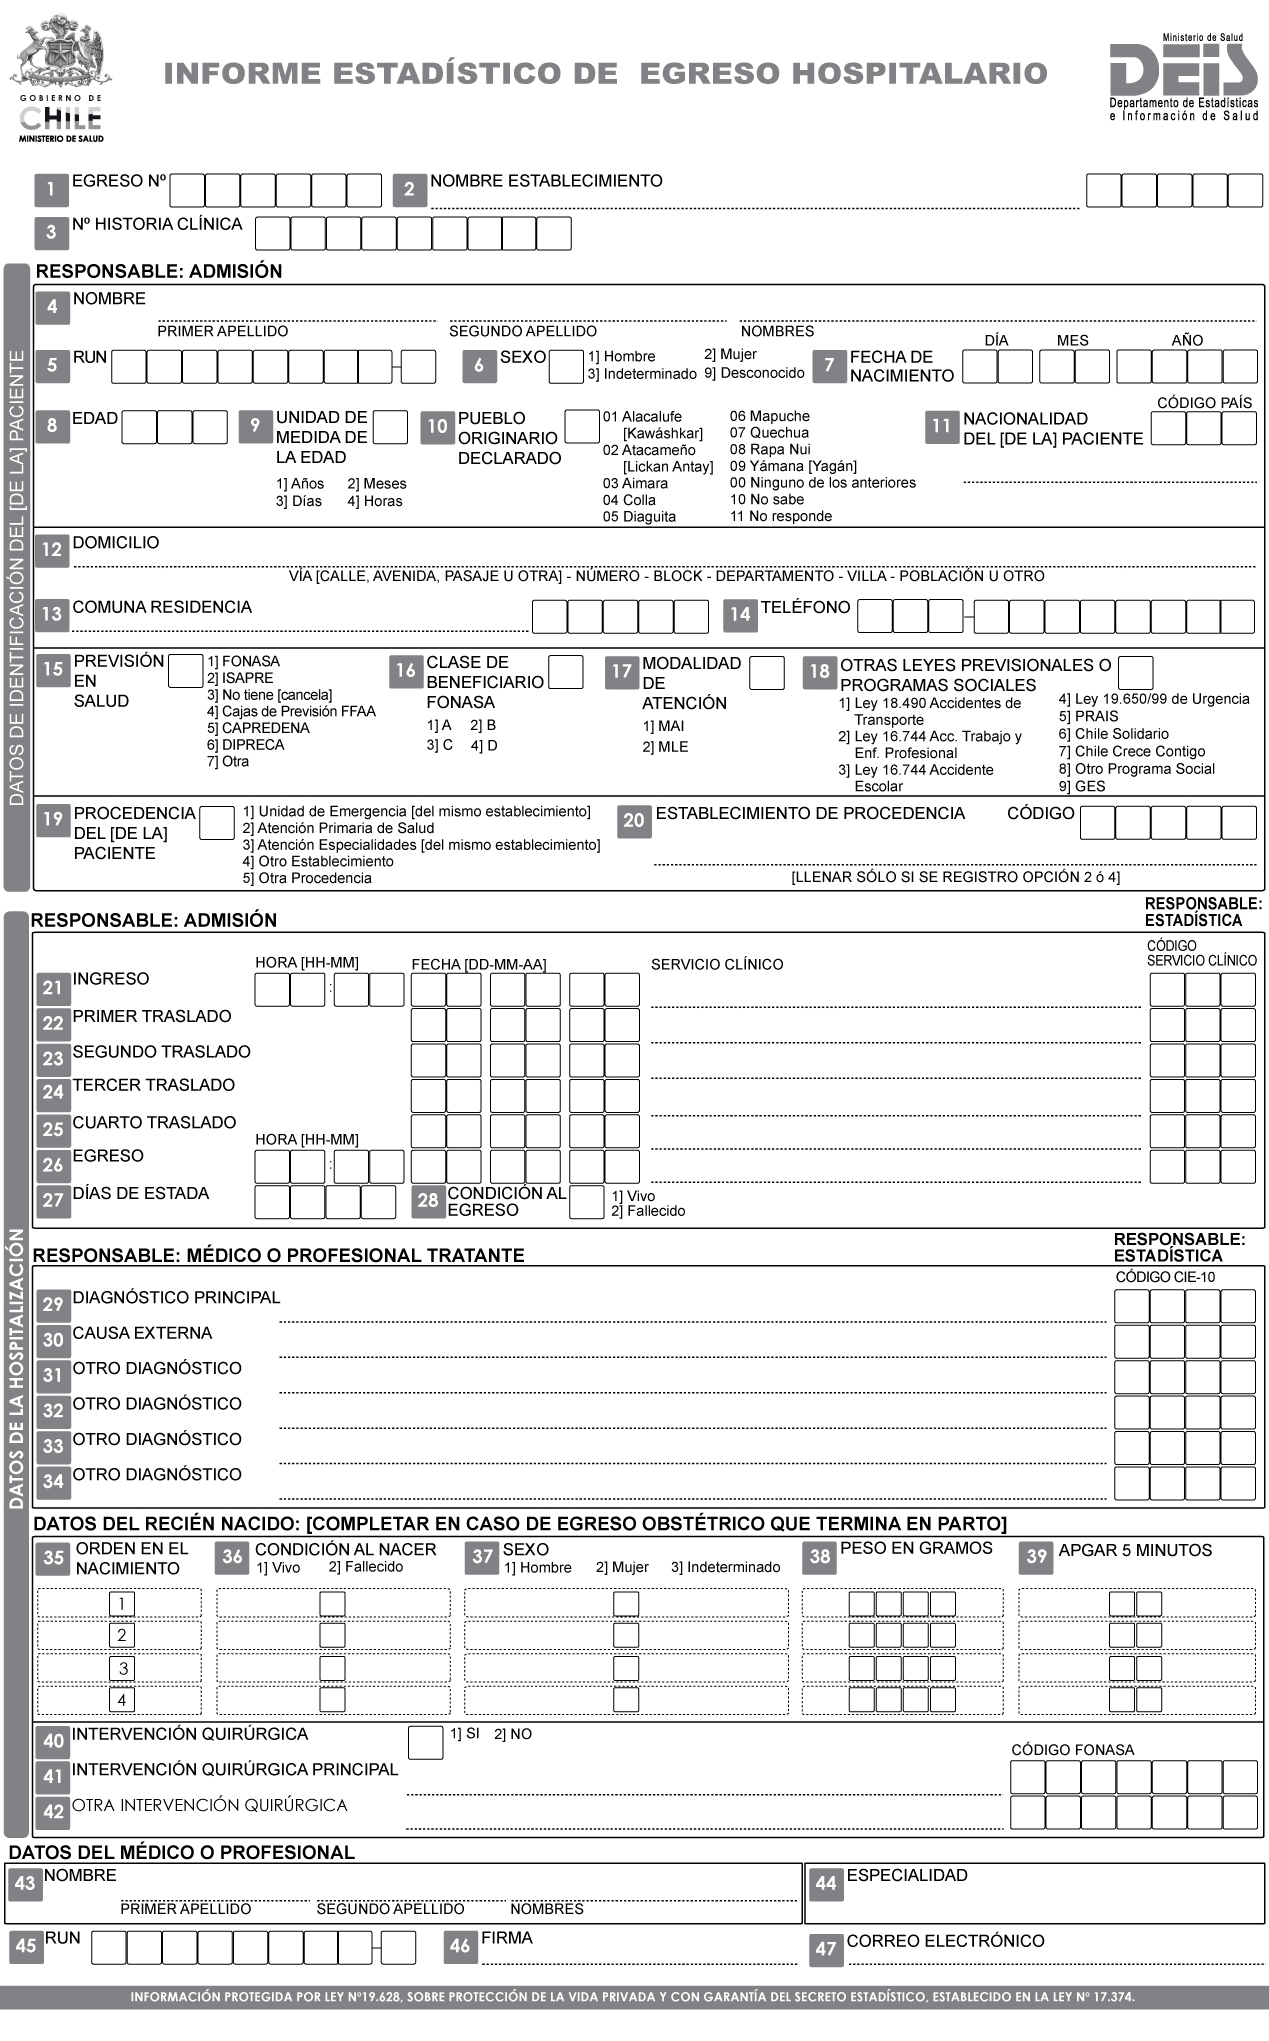 GOBIERNO DE
CHILE
MINISTERIO DE SALUD
INFORME ESTADÍSTICO DE EGRESO HOSPITALARIO
Ministerio de Salud
DEIS
Departamento de Estadísticas
e Información de Salud
1 EGRESO Nº
2 NOMBRE ESTABLECIMIENTO
3 Nº HISTORIA CLÍNICA
DATOS DE IDENTIFICACIÓN DEL [DE LA] PACIENTE
RESPONSABLE: ADMISIÓN
4 NOMBRE
PRIMER APELLIDO SEGUNDO APELLIDO NOMBRES
5 RUN
6 SEXO
1] Hombre 2] Mujer
3] Indeterminado 9] Desconocido
7 FECHA DE
NACIMIENTO
DÍA MES AÑO
8 EDAD
9 UNIDAD DE
MEDIDA DE
LA EDAD
1] Años 2] Meses
3] Días 4] Horas
10 PUEBLO
ORIGINARIO
DECLARADO
01 Alacalufe
[Kawáshkar]
02 Atacameño
[Lickan Antay]
03 Aimara
04 Colla
05 Diaguita
06 Mapuche
07 Quechua
08 Rapa Nui
09 Yámana [Yagán]
00 Ninguno de los anteriores
10 No sabe
11 No responde
CÓDIGO PAÍS
11 NACIONALIDAD
DEL [DE LA] PACIENTE
12 DOMICILIO
VÍA [CALLE, AVENIDA, PASAJE U OTRA] - NÚMERO - BLOCK - DEPARTAMENTO - VILLA - POBLACIÓN U OTRO
13 COMUNA RESIDENCIA
14 TELÉFONO
15 PREVISIÓN
EN
SALUD
1] FONASA
2] ISAPRE
3] No tiene [cancela]
4] Cajas de Previsión FFAA
5] CAPREDENA
6] DIPRECA
7] Otra
16 CLASE DE
BENEFICIARIO
FONASA
1] A 2] B
3] C 4] D
17 MODALIDAD
DE
ATENCIÓN
1] MAI
2] MLE
18 OTRAS LEYES PREVISIONALES O
PROGRAMAS SOCIALES
1] Ley 18.490 Accidentes de
Transporte
2] Ley 16.744 Acc. Trabajo y
Enf. Profesional
3] Ley 16.744 Accidente
Escolar
4] Ley 19.650/99 de Urgencia
5] PRAIS
6] Chile Solidario
7] Chile Crece Contigo
8] Otro Programa Social
9] GES
19 PROCEDENCIA
DEL [DE LA]
PACIENTE
1] Unidad de Emergencia [del mismo establecimiento]
2] Atención Primaria de Salud
3] Atención Especialidades [del mismo establecimiento]
4] Otro Establecimiento
5] Otra Procedencia
20 ESTABLECIMIENTO DE PROCEDENCIA CÓDIGO
[LLENAR SÓLO SI SE REGISTRO OPCIÓN 2 ó 4]
DATOS DE LA HOSPITALIZACIÓN
RESPONSABLE: ADMISIÓN
RESPONSABLE:
ESTADÍSTICA
HORA [HH-MM] FECHA [DD-MM-AA] SERVICIO CLÍNICO
CÓDIGO
SERVICIO CLÍNICO
21 INGRESO :
22 PRIMER TRASLADO
23 SEGUNDO TRASLADO
24 TERCER TRASLADO
25 CUARTO TRASLADO
HORA [HH-MM]
26 EGRESO :
27 DÍAS DE ESTADA
28 CONDICIÓN AL
EGRESO
1] Vivo
2] Fallecido
RESPONSABLE: MÉDICO O PROFESIONAL TRATANTE
RESPONSABLE:
ESTADÍSTICA
CÓDIGO CIE-10
29 DIAGNÓSTICO PRINCIPAL
30 CAUSA EXTERNA
31 OTRO DIAGNÓSTICO
32 OTRO DIAGNÓSTICO
33 OTRO DIAGNÓSTICO
34 OTRO DIAGNÓSTICO
DATOS DEL RECIÉN NACIDO: [COMPLETAR EN CASO DE EGRESO OBSTÉTRICO QUE TERMINA EN PARTO]
35 ORDEN EN EL
NACIMIENTO
36 CONDICIÓN AL NACER
1] Vivo 2] Fallecido
37 SEXO
1] Hombre 2] Mujer 3] Indeterminado
38 PESO EN GRAMOS
39 APGAR 5 MINUTOS
1
2
3
4
40 INTERVENCIÓN QUIRÚRGICA
1] SI 2] NO
CÓDIGO FONASA
41 INTERVENCIÓN QUIRÚRGICA PRINCIPAL
42 OTRA INTERVENCIÓN QUIRÚRGICA
DATOS DEL MÉDICO O PROFESIONAL
43 NOMBRE
PRIMER APELLIDO SEGUNDO APELLIDO NOMBRES
44 ESPECIALIDAD
45 RUN
46 FIRMA
47 CORREO ELECTRÓNICO
INFORMACIÓN PROTEGIDA POR LEY Nº19.628, SOBRE PROTECCIÓN DE LA VIDA PRIVADA Y CON GARANTÍA DEL SECRETO ESTADÍSTICO, ESTABLECIDO EN LA LEY Nº 17.374.